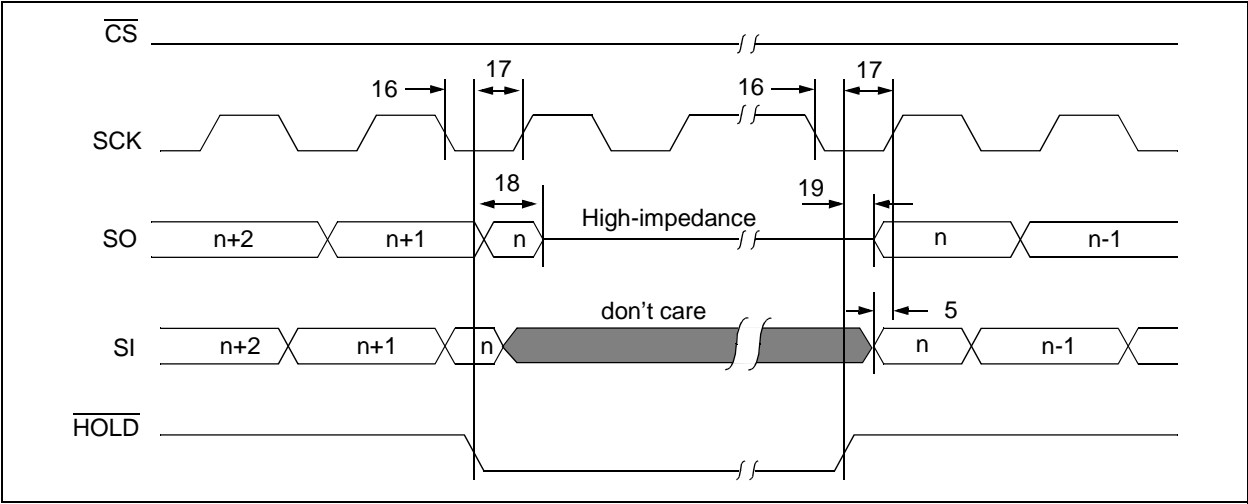 CS
17
17
16
16
SCK
18
19
High-impedance
SO
n+2
n+1
n
n
n-1
don't care
5
SI
n+2
n+1
n
n
n-1
HOLD